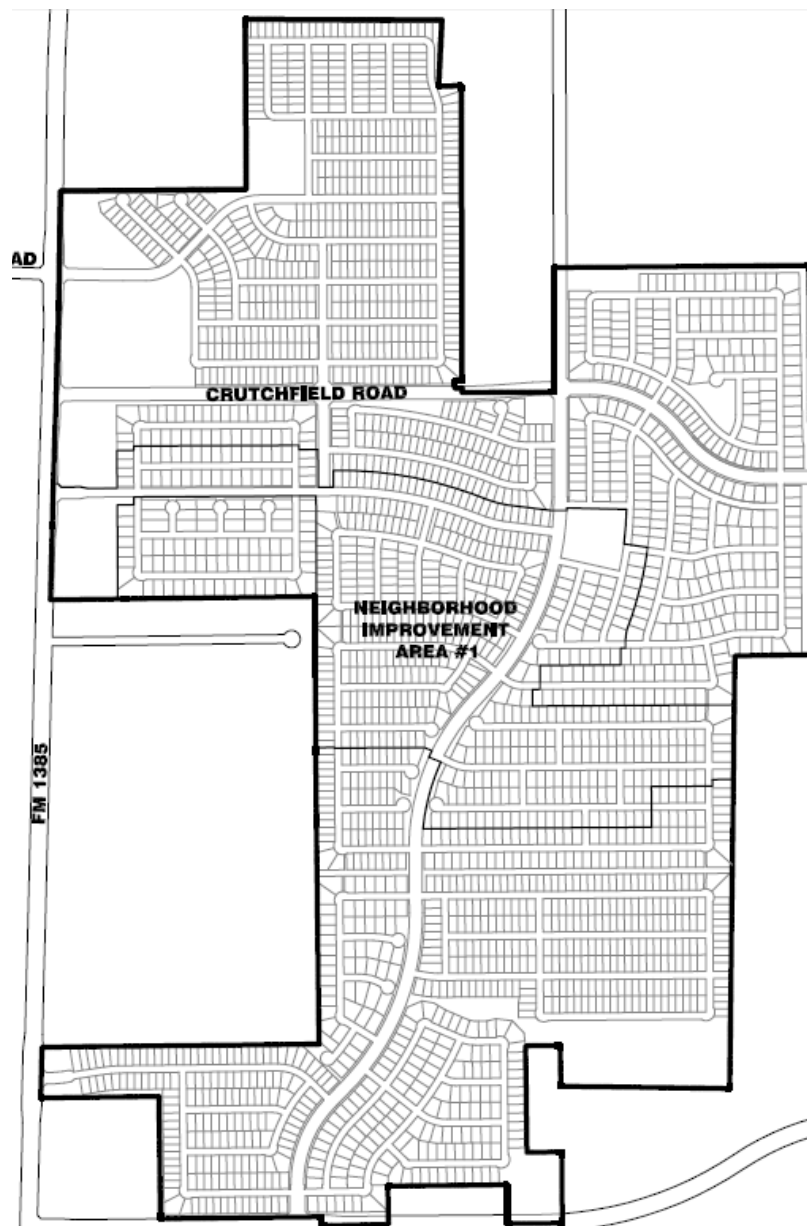 AD
CRUTCHFIELD ROAD
NEIGHBORHOOD
IMPROVEMENT
AREA #1
FM 1385